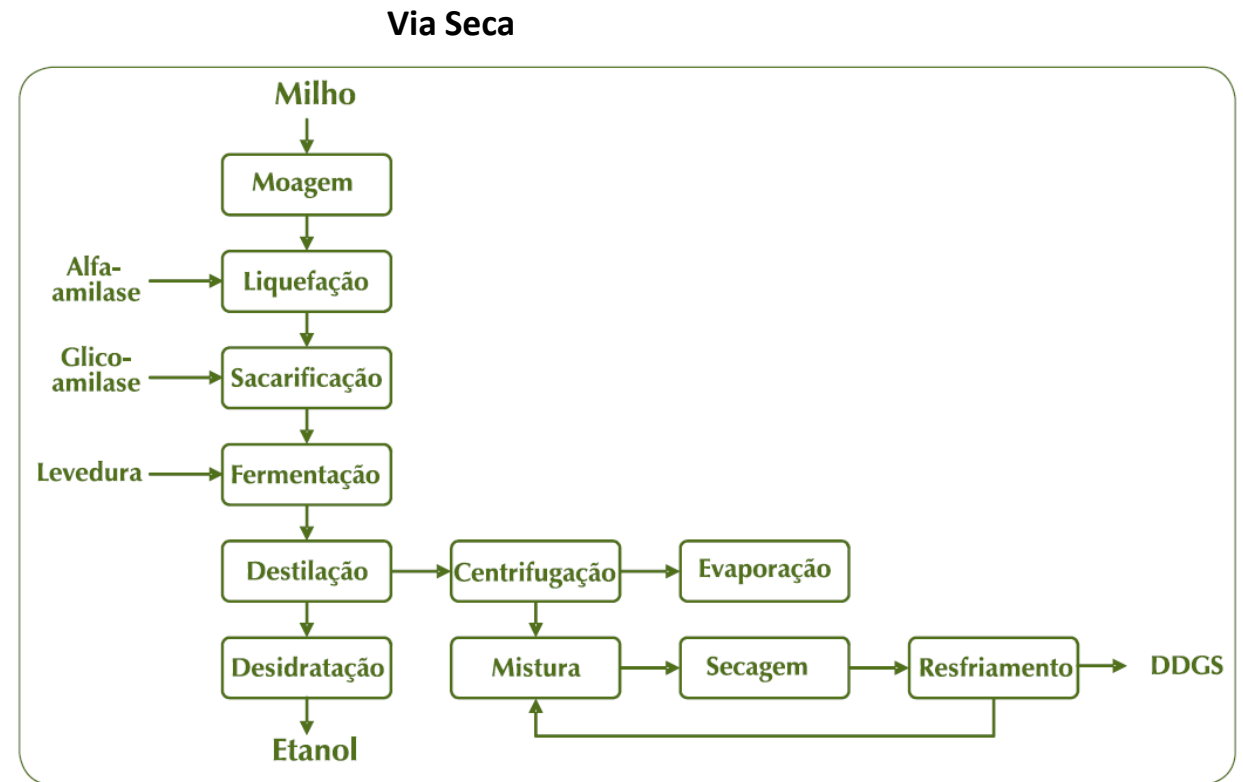 Via Seca
Milho
Moagem
Alfa-
amilase
Liquefação
Glico-
amilase
Sacarificação
Levedura
Fermentação
Destilação
Centrifugação
Evaporação
Desidratação
Mistura
Secagem
Resfriamento
DDGS
Etanol